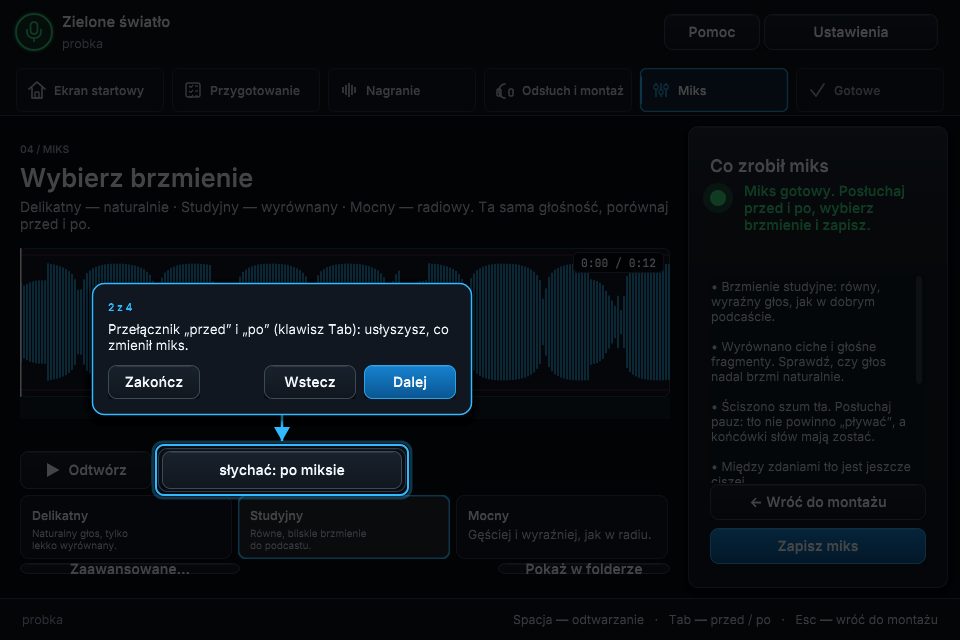 Zielone światło
probka
Pomoc
Ustawienia
Ekran startowy
Przygotowanie
Nagranie
Odsłuch i montaż
Miks
Gotowe
04 / MIKS
Wybierz brzmienie
Delikatny — naturalnie · Studyjny — wyrównany · Mocny — radiowy. Ta sama głośność, porównaj
przed i po.
0:00 / 0:12
2 z 4
Przełącznik „przed” i „po” (klawisz Tab): usłyszysz, co
zmienił miks.
Zakończ
Wstecz
Dalej
Odtwórz
słychać: po miksie
Delikatny
Naturalny głos, tylko
lekko wyrównany.
Studyjny
Równe, bliskie brzmienie
do podcastu.
Mocny
Gęściej i wyraźniej, jak w radiu.
Zaawansowane...
Pokaż w folderze
Co zrobił miks
Miks gotowy. Posłuchaj
przed i po, wybierz
brzmienie i zapisz.
• Brzmienie studyjne: równy,
wyraźny głos, jak w dobrym
podcaście.
• Wyrównano ciche i głośne
fragmenty. Sprawdź, czy głos
nadal brzmi naturalnie.
• Ściszono szum tła. Posłuchaj
pauz: tło nie powinno „pływać”, a
końcówki słów mają zostać.
• Między zdaniami tło jest jeszcze
ciszej
← Wróć do montażu
Zapisz miks
probka
Spacja — odtwarzanie · Tab — przed / po · Esc — wróć do montażu